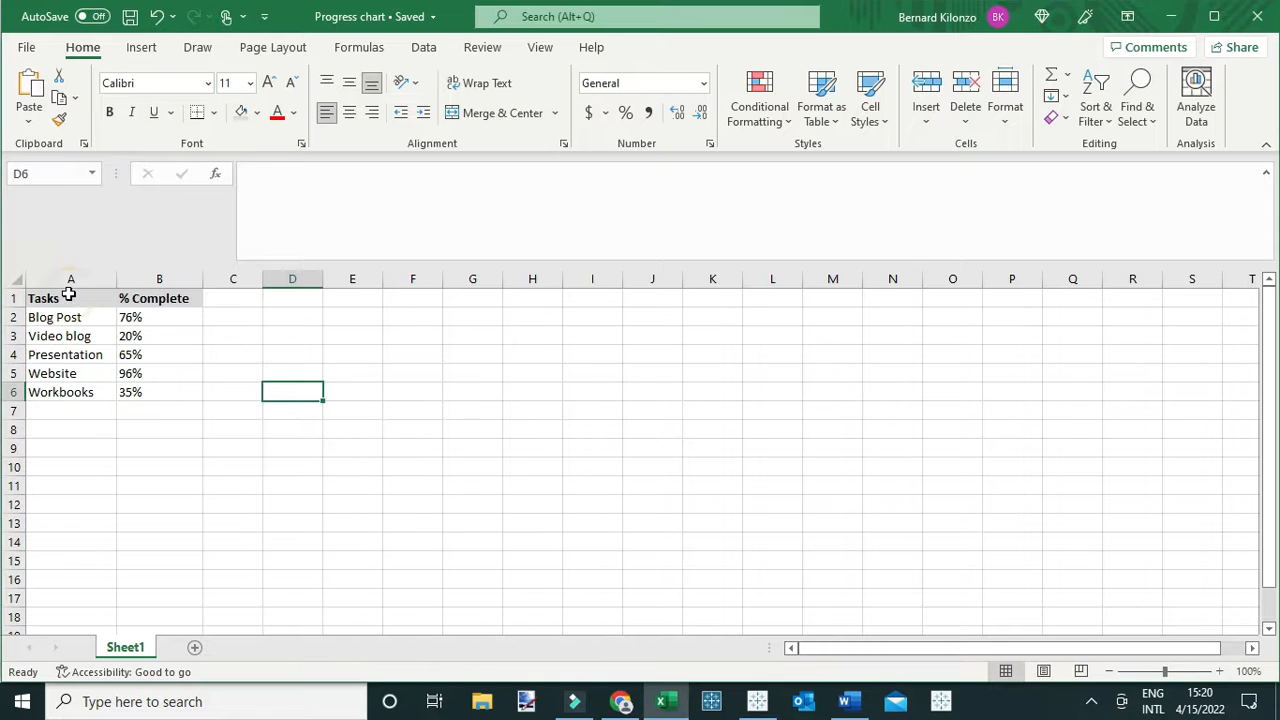 AutoSave Off Progress chart • Saved Search (Alt+Q) Bernard Kilonzo BK
File Home Insert Draw Page Layout Formulas Data Review View Help Comments Share
Paste Calibri 11 Wrap Text General Conditional Formatting Format as Table Cell Styles Insert Delete Format Sort & Filter Find & Select Analyze Data
B I U A Merge & Center $ %
Clipboard Font Alignment Number Styles Cells Editing Analysis
D6 fx
A B C D E F G H I J K L M N O P Q R S T
1 Tasks % Complete
2 Blog Post 76%
3 Video blog 20%
4 Presentation 65%
5 Website 96%
6 Workbooks 35%
7
8
9
10
11
12
13
14
15
16
17
18
Sheet1
Ready Accessibility: Good to go 100%
Type here to search ENG INTL 15:20 4/15/2022